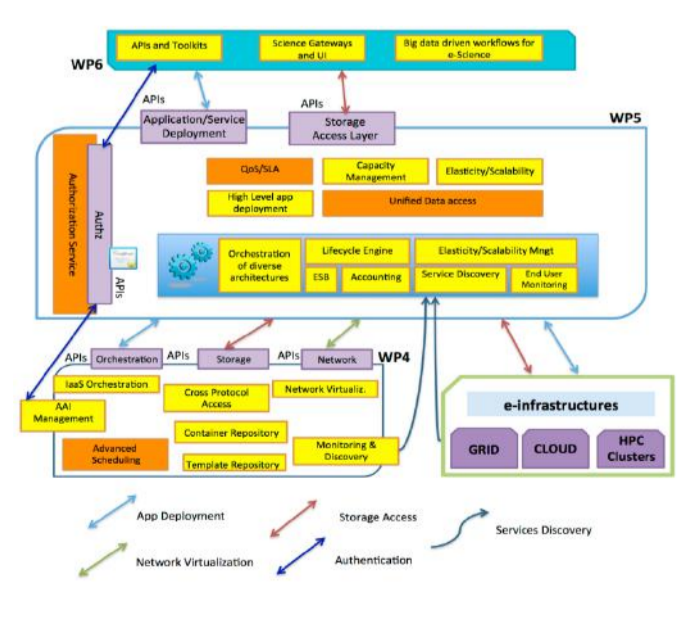 APIs and Toolkits
Science Gateways
and UI
Big data driven workflows for
e-Science
WP6
APIs
Application/Service
Deployment
APIs
Storage
Access Layer
WP5
Authorization Service
Authz
APIs
QoS/SLA
Capacity
Management
Elasticity/Scalability
High Level app
deployment
Unified Data access
Orchestration
of diverse
architectures
Lifecycle Engine
Elasticity/Scalability Mngt
ESB
Accounting
Service Discovery
End User
Monitoring
APIs
Orchestration
APIs
Storage
APIs
Network
WP4
IaaS Orchestration
Cross Protocol
Access
Network Virtualiz.
AAI
Management
Container Repository
Advanced
Scheduling
Template Repository
Monitoring &
Discovery
e-infrastructures
GRID
CLOUD
HPC
Clusters
App Deployment
Storage Access
Services Discovery
Network Virtualization
Authentication